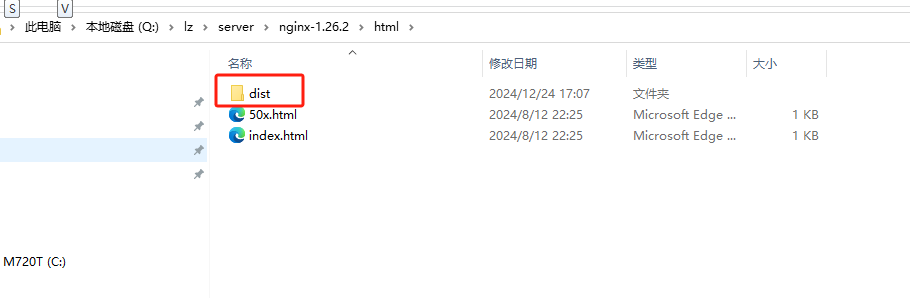 S V
此电脑 > 本地磁盘 (Q:) > lz > server > nginx-1.26.2 > html >
名称 修改日期 类型 大小
dist 2024/12/24 17:07 文件夹
50x.html 2024/8/12 22:25 Microsoft Edge ... 1 KB
index.html 2024/8/12 22:25 Microsoft Edge ... 1 KB
M720T (C:)